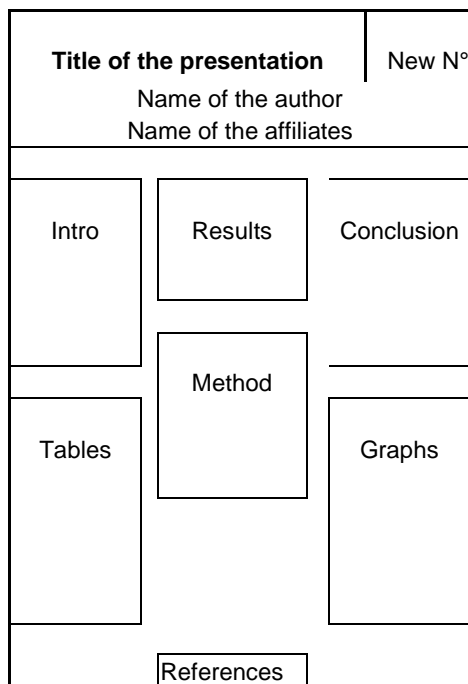 Title of the presentation
New N°
Name of the author
Name of the affiliates
Intro
Results
Conclusion
Method
Tables
Graphs
References